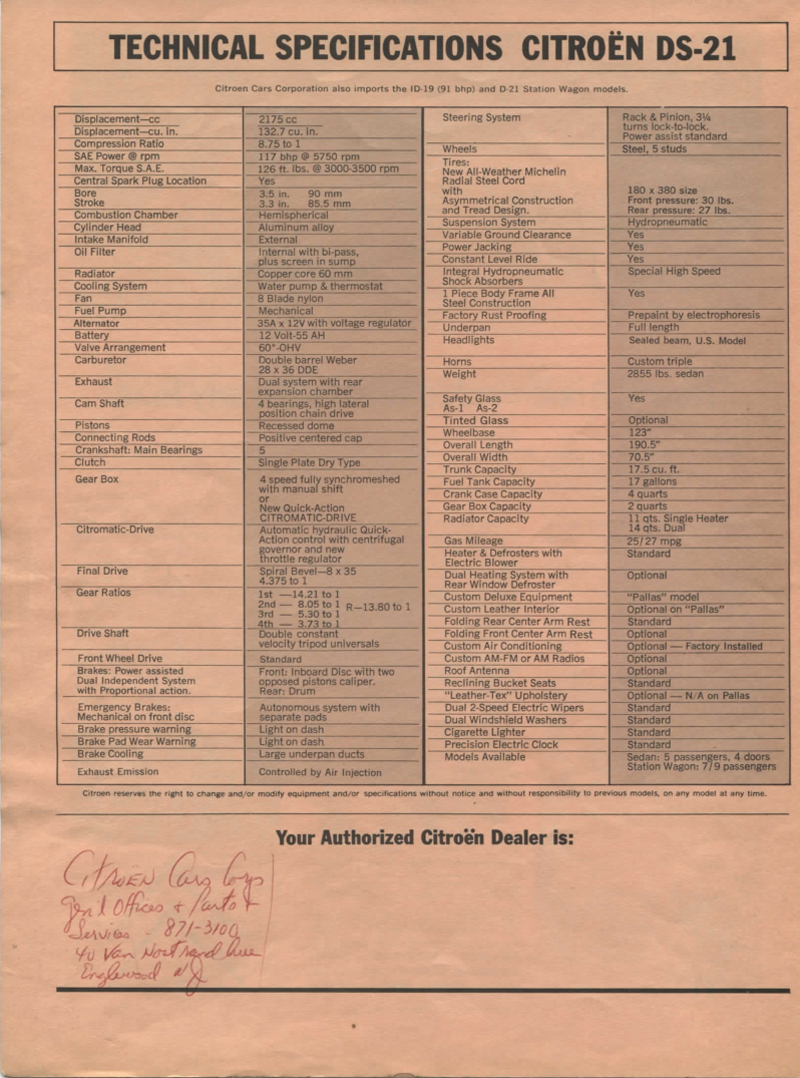 TECHNICAL SPECIFICATIONS CITROËN DS-21
Citroen Cars Corporation also imports the ID-19 (91 bhp) and D-21 Station Wagon models.
Displacement—cc 2175 cc
Displacement—cu. in. 132.7 cu. in.
Compression Ratio 8.75 to 1
SAE Power @ rpm 117 bhp @ 5750 rpm
Max. Torque S.A.E. 126 ft. lbs. @ 3000-3500 rpm
Central Spark Plug Location Yes
Bore 3.5 in. 90 mm
Stroke 3.3 in. 85.5 mm
Combustion Chamber Hemispherical
Cylinder Head Aluminum alloy
Intake Manifold External
Oil Filter Internal with bi-pass,
plus screen in sump
Radiator Copper core 60 mm
Cooling System Water pump & thermostat
Fan 8 Blade nylon
Fuel Pump Mechanical
Alternator 35A x 12V with voltage regulator
Battery 12 Volt-55 AH
Valve Arrangement 60°-OHV
Carburetor Double barrel Weber
28 x 36 DDE
Exhaust Dual system with rear
expansion chamber
Cam Shaft 4 bearings, high lateral
position chain drive
Pistons Recessed dome
Connecting Rods Positive centered cap
Crankshaft: Main Bearings 5
Clutch Single Plate Dry Type
Gear Box 4 speed fully synchromeshed
with manual shift
or
New Quick-Action
CITROMATIC-DRIVE
Citromatic-Drive Automatic hydraulic Quick-
Action control with centrifugal
governor and new
throttle regulator
Final Drive Spiral Bevel—8 x 35
4.375 to 1
Gear Ratios 1st —14.21 to 1
2nd — 8.05 to 1 R—13.80 to 1
3rd — 5.30 to 1
4th — 3.73 to 1
Drive Shaft Double constant
velocity tripod universals
Front Wheel Drive Standard
Brakes: Power assisted Front: Inboard Disc with two
Dual Independent System opposed pistons caliper.
with Proportional action. Rear: Drum
Emergency Brakes: Autonomous system with
Mechanical on front disc separate pads
Brake pressure warning Light on dash
Brake Pad Wear Warning Light on dash
Brake Cooling Large underpan ducts
Exhaust Emission Controlled by Air Injection
Steering System Rack & Pinion, 3¼
turns lock-to-lock.
Power assist standard
Wheels Steel, 5 studs
Tires:
New All-Weather Michelin
Radial Steel Cord
with 180 x 380 size
Asymmetrical Construction Front pressure: 30 lbs.
and Tread Design. Rear pressure: 27 lbs.
Suspension System Hydropneumatic
Variable Ground Clearance Yes
Power Jacking Yes
Constant Level Ride Yes
Integral Hydropneumatic Special High Speed
Shock Absorbers
1 Piece Body Frame All Yes
Steel Construction
Factory Rust Proofing Prepaint by electrophoresis
Underpan Full length
Headlights Sealed beam, U.S. Model
Horns Custom triple
Weight 2855 lbs. sedan
Safety Glass Yes
As-1 As-2
Tinted Glass Optional
Wheelbase 123"
Overall Length 190.5"
Overall Width 70.5"
Trunk Capacity 17.5 cu. ft.
Fuel Tank Capacity 17 gallons
Crank Case Capacity 4 quarts
Gear Box Capacity 2 quarts
Radiator Capacity 11 qts. Single Heater
14 qts. Dual
Gas Mileage 25/27 mpg
Heater & Defrosters with Standard
Electric Blower
Dual Heating System with Optional
Rear Window Defroster
Custom Deluxe Equipment "Pallas" model
Custom Leather Interior Optional on "Pallas"
Folding Rear Center Arm Rest Standard
Folding Front Center Arm Rest Optional
Custom Air Conditioning Optional — Factory Installed
Custom AM-FM or AM Radios Optional
Roof Antenna Optional
Reclining Bucket Seats Standard
"Leather-Tex" Upholstery Optional — N/A on Pallas
Dual 2-Speed Electric Wipers Standard
Dual Windshield Washers Standard
Cigarette Lighter Standard
Precision Electric Clock Standard
Models Available Sedan: 5 passengers, 4 doors
Station Wagon: 7/9 passengers
Citroen reserves the right to change and/or modify equipment and/or specifications without notice and without responsibility to previous models, on any model at any time.
Your Authorized Citroën Dealer is:
Citroën Cars Corp
Gen'l Offices + Parts +
Services - 871-3100
40 Van Nostrand Ave
Englewood NJ